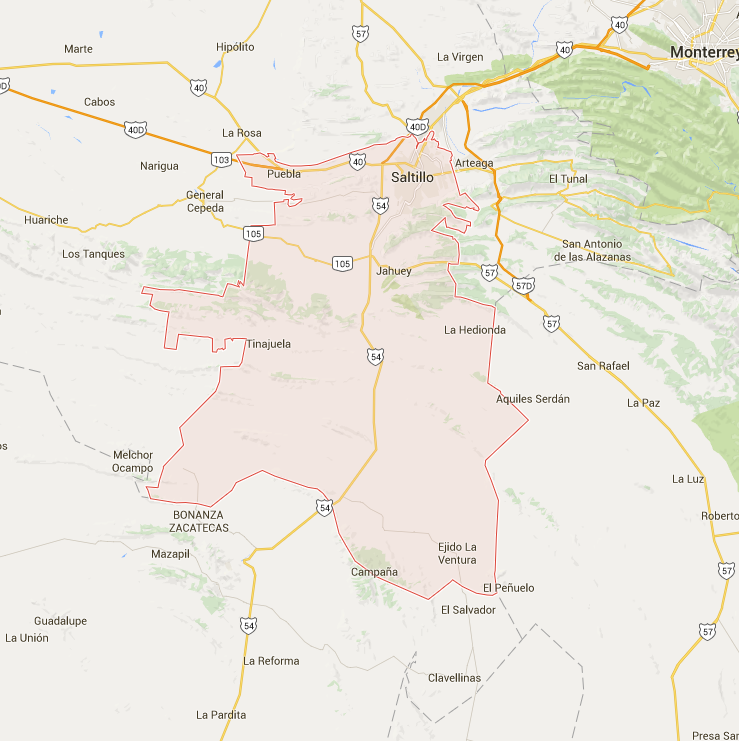 40
57
Marte
Hipólito
La Virgen
40
Monterrey
40
Cabos
40D
La Rosa
40D
103
40
Narigua
Puebla
Saltillo
Arteaga
El Tunal
General
Cepeda
54
Huariche
105
San Antonio
de las Alazanas
Los Tanques
105
Jahuey
57
57D
57
La Hedionda
Tinajuela
54
San Rafael
Aquiles Serdán
La Paz
Melchor
Ocampo
La Luz
54
BONANZA
ZACATECAS
Roberto
Mazapil
Ejido La
Ventura
Campaña
57
El Peñuelo
El Salvador
Guadalupe
54
57
La Unión
La Reforma
Clavellinas
La Pardita
Presa San